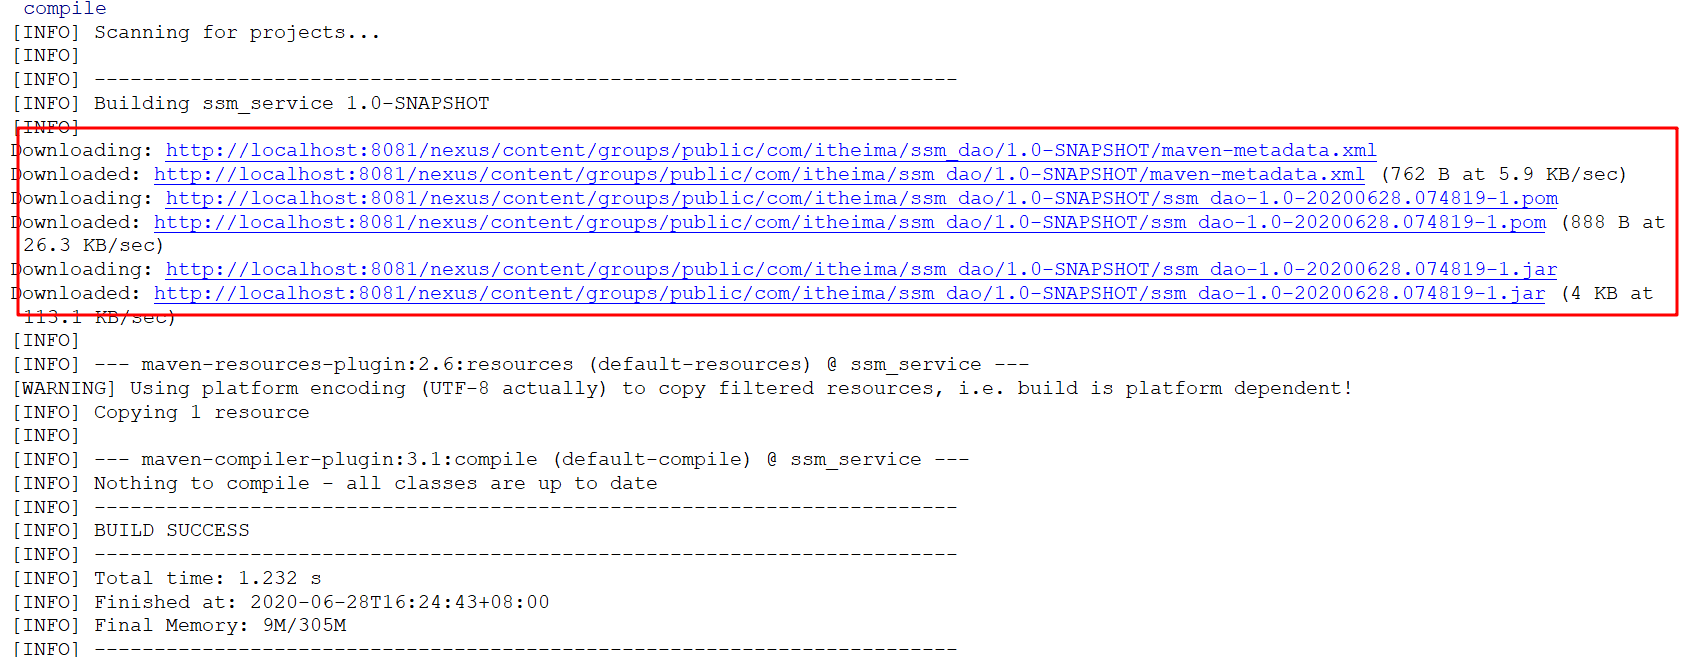 compile
[INFO] Scanning for projects...
[INFO]
[INFO] ------------------------------------------------------------------------
[INFO] Building ssm_service 1.0-SNAPSHOT
[INFO]
Downloading: http://localhost:8081/nexus/content/groups/public/com/itheima/ssm_dao/1.0-SNAPSHOT/maven-metadata.xml
Downloaded: http://localhost:8081/nexus/content/groups/public/com/itheima/ssm_dao/1.0-SNAPSHOT/maven-metadata.xml (762 B at 5.9 KB/sec)
Downloading: http://localhost:8081/nexus/content/groups/public/com/itheima/ssm_dao/1.0-SNAPSHOT/ssm_dao-1.0-20200628.074819-1.pom
Downloaded: http://localhost:8081/nexus/content/groups/public/com/itheima/ssm_dao/1.0-SNAPSHOT/ssm_dao-1.0-20200628.074819-1.pom (888 B at
26.3 KB/sec)
Downloading: http://localhost:8081/nexus/content/groups/public/com/itheima/ssm_dao/1.0-SNAPSHOT/ssm_dao-1.0-20200628.074819-1.jar
Downloaded: http://localhost:8081/nexus/content/groups/public/com/itheima/ssm_dao/1.0-SNAPSHOT/ssm_dao-1.0-20200628.074819-1.jar (4 KB at
113.1 KB/sec)
[INFO]
[INFO] --- maven-resources-plugin:2.6:resources (default-resources) @ ssm_service ---
[WARNING] Using platform encoding (UTF-8 actually) to copy filtered resources, i.e. build is platform dependent!
[INFO] Copying 1 resource
[INFO]
[INFO] --- maven-compiler-plugin:3.1:compile (default-compile) @ ssm_service ---
[INFO] Nothing to compile - all classes are up to date
[INFO] ------------------------------------------------------------------------
[INFO] BUILD SUCCESS
[INFO] ------------------------------------------------------------------------
[INFO] Total time: 1.232 s
[INFO] Finished at: 2020-06-28T16:24:43+08:00
[INFO] Final Memory: 9M/305M
[INFO] ------------------------------------------------------------------------